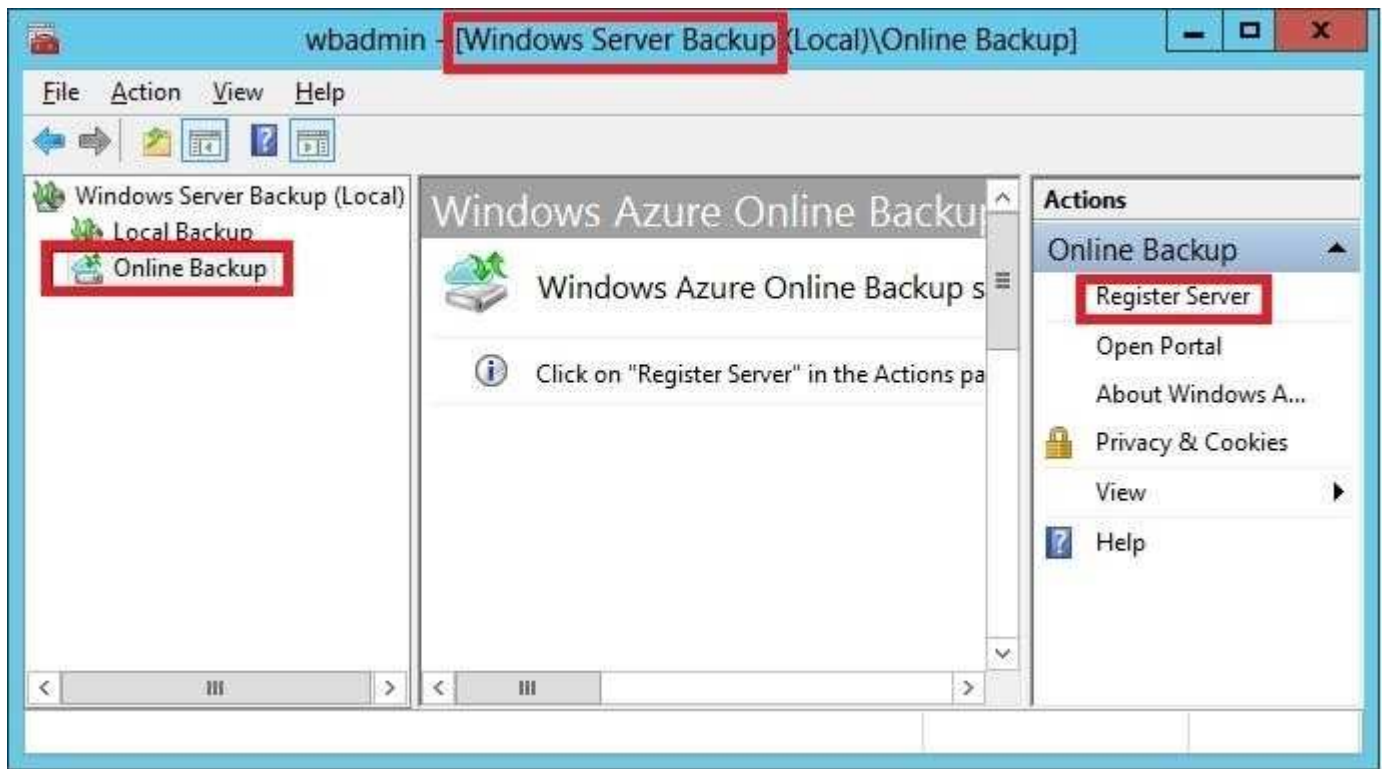 wbadmin - [Windows Server Backup (Local)\Online Backup]
File Action View Help
Windows Server Backup (Local)
Local Backup
Online Backup
Windows Azure Online Backup
Windows Azure Online Backup s
Click on "Register Server" in the Actions pa
Actions
Online Backup
Register Server
Open Portal
About Windows A...
Privacy & Cookies
View
Help